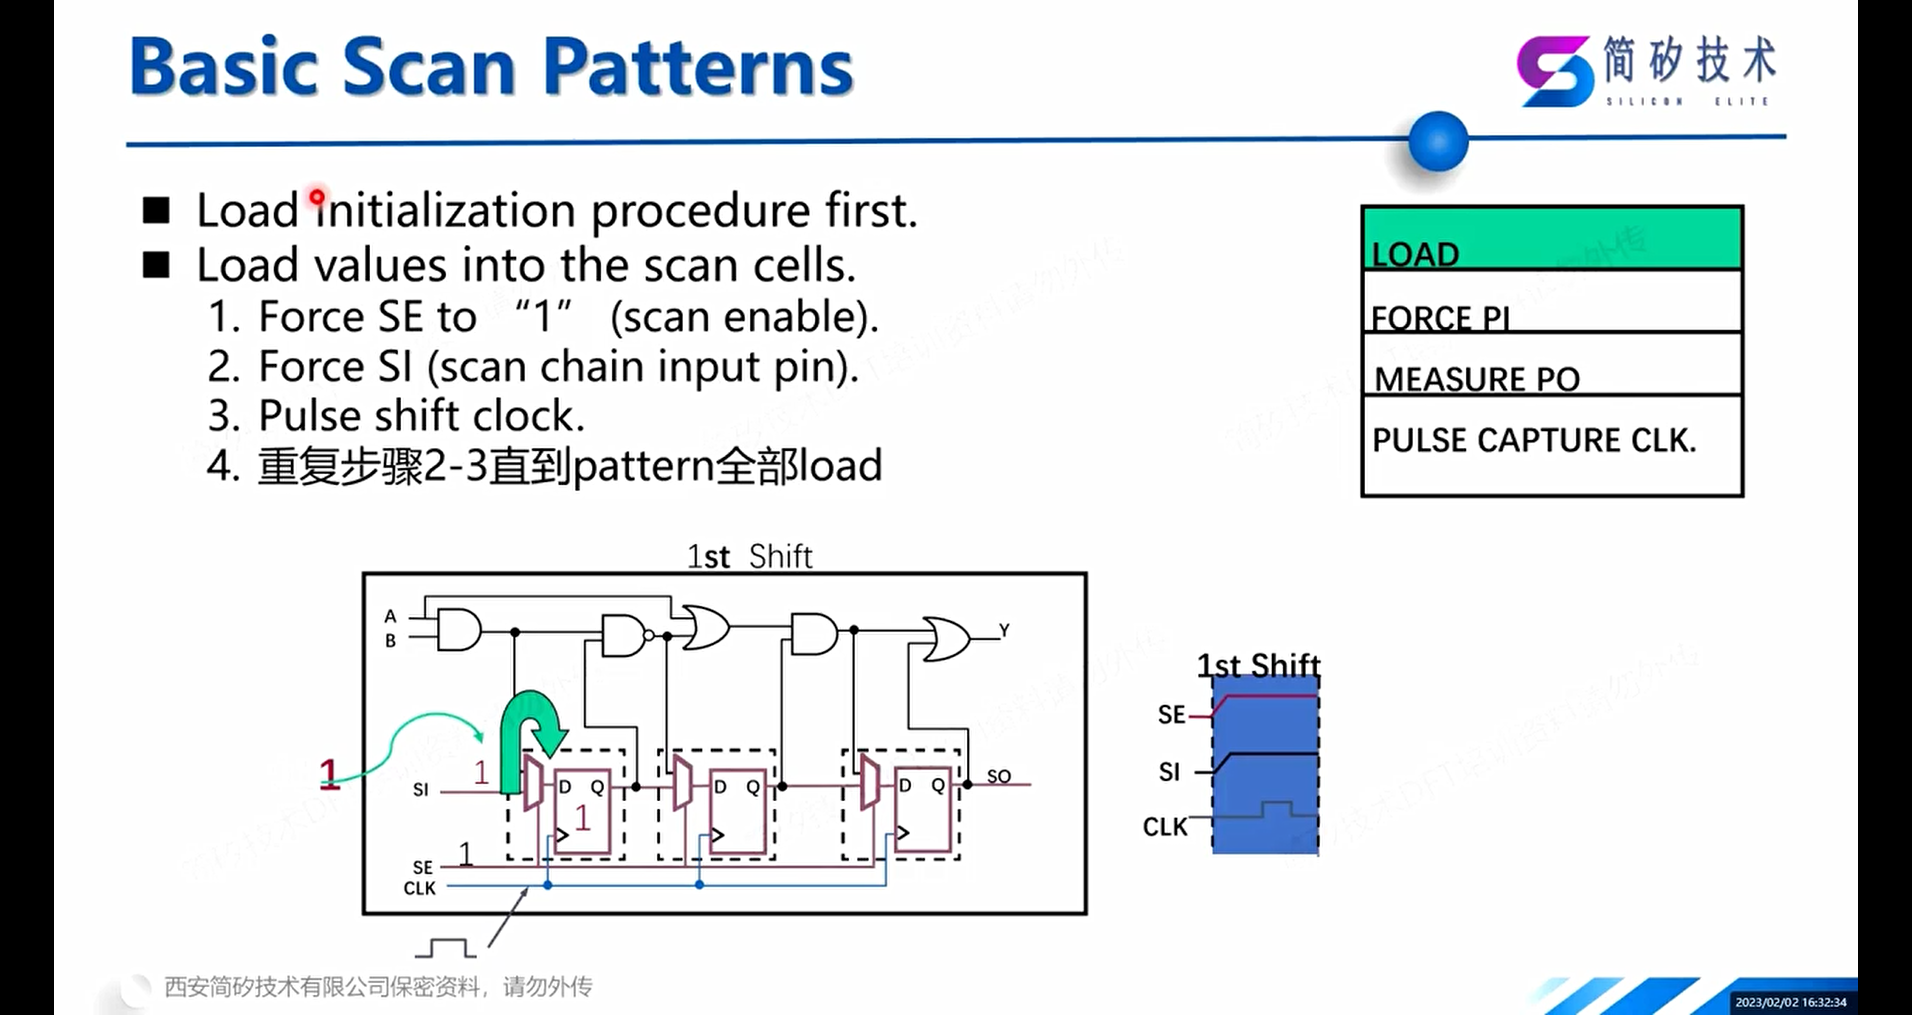 Basic Scan Patterns
简矽技术
SILICON ELITE
■ Load initialization procedure first.
■ Load values into the scan cells.
1. Force SE to “1” (scan enable).
2. Force SI (scan chain input pin).
3. Pulse shift clock.
4. 重复步骤2-3直到pattern全部load
LOAD
FORCE PI
MEASURE PO
PULSE CAPTURE CLK.
1st Shift
A
B
Y
1
SI
1
D Q
1
D Q
D Q
SO
SE
1
CLK
1st Shift
SE
SI
CLK
西安简矽技术有限公司保密资料，请勿外传
2023/02/02 16:32:34